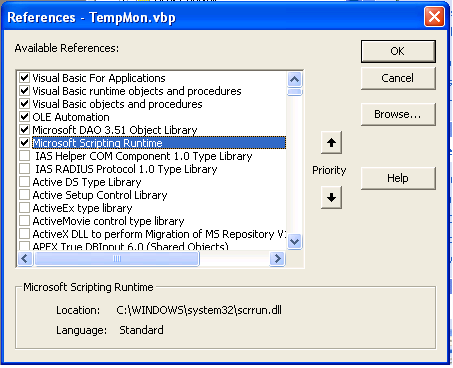 References - TempMon.vbp
Available References:
OK
Visual Basic For Applications
Cancel
Visual Basic runtime objects and procedures
Visual Basic objects and procedures
OLE Automation
Browse...
Microsoft DAO 3.51 Object Library
Microsoft Scripting Runtime
IAS Helper COM Component 1.0 Type Library
IAS RADIUS Protocol 1.0 Type Library
Priority
Active DS Type Library
Help
Active Setup Control Library
ActiveEx type library
ActiveMovie control type library
ActiveX DLL to perform Migration of MS Repository V1
APEX True DBInput 6.0 (Shared Objects)
Microsoft Scripting Runtime
Location: C:\WINDOWS\system32\scrrun.dll
Language: Standard